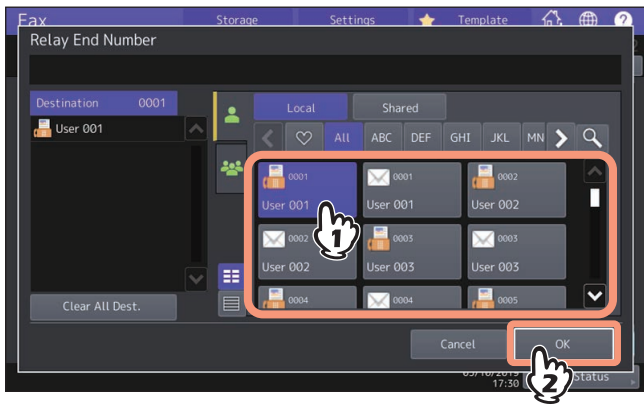 Fax Storage Settings Template
Relay End Number
Destination 0001
User 001
Local Shared
All ABC DEF GHI JKL MN
0001
User 001
0001
User 001
0002
User 002
0002
User 002
0003
User 003
0003
User 003
0004
0004
0005
Clear All Dest.
Cancel OK
1
2
17:30
Status